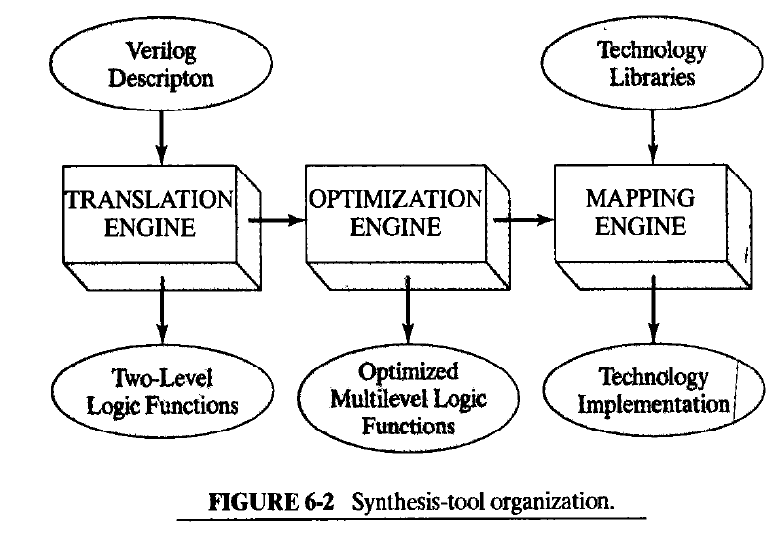 Verilog
Descripton
Technology
Libraries
TRANSLATION
ENGINE
OPTIMIZATION
ENGINE
MAPPING
ENGINE
Two-Level
Logic Functions
Optimized
Multilevel Logic
Functions
Technology
Implementation
FIGURE 6-2 Synthesis-tool organization.